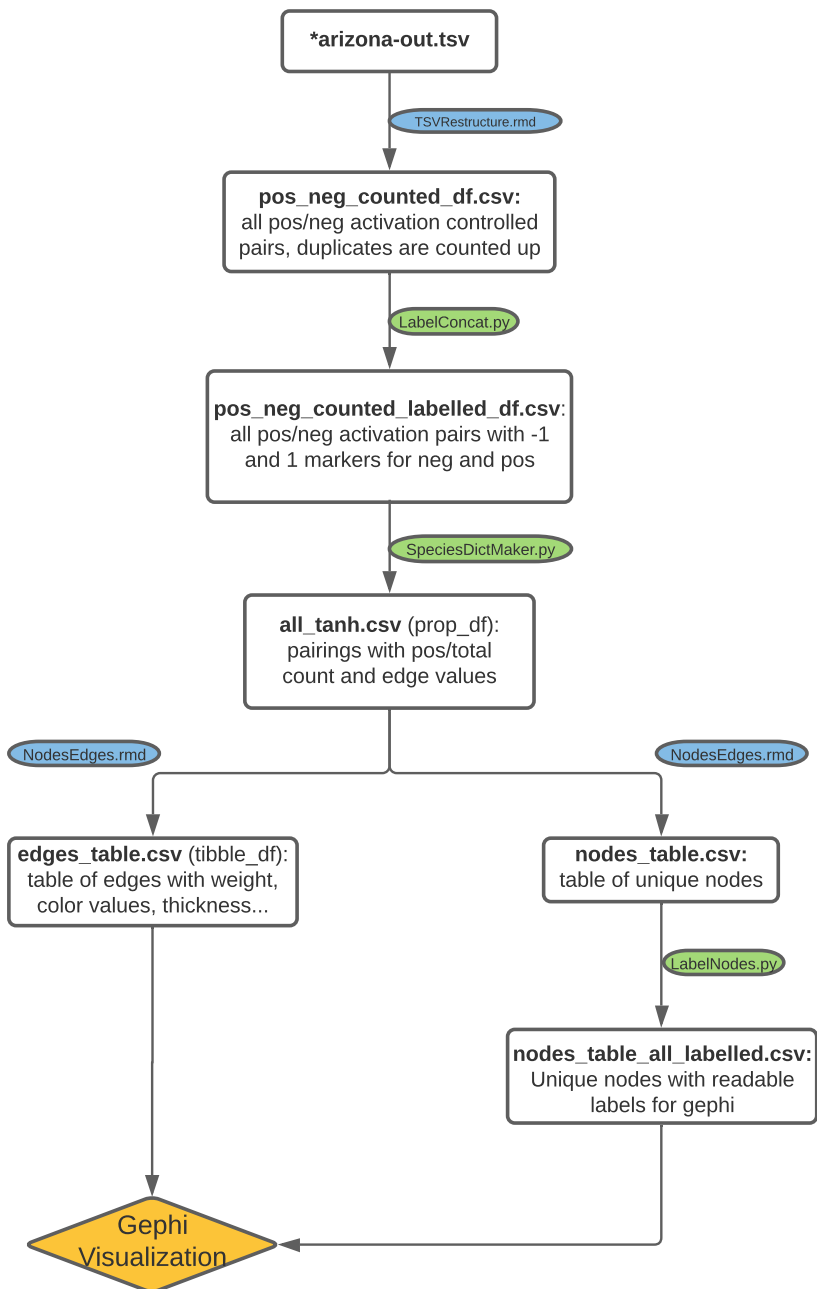 *arizona-out.tsv
TSVRestructure.rmd
pos_neg_counted_df.csv:
all pos/neg activation controlled
pairs, duplicates are counted up
LabelConcat.py
pos_neg_counted_labelled_df.csv:
all pos/neg activation pairs with -1
and 1 markers for neg and pos
SpeciesDictMaker.py
all_tanh.csv (prop_df):
pairings with pos/total
count and edge values
NodesEdges.rmd
NodesEdges.rmd
edges_table.csv (tibble_df):
table of edges with weight,
color values, thickness...
nodes_table.csv:
table of unique nodes
LabelNodes.py
nodes_table_all_labelled.csv:
Unique nodes with readable
labels for gephi
Gephi
Visualization